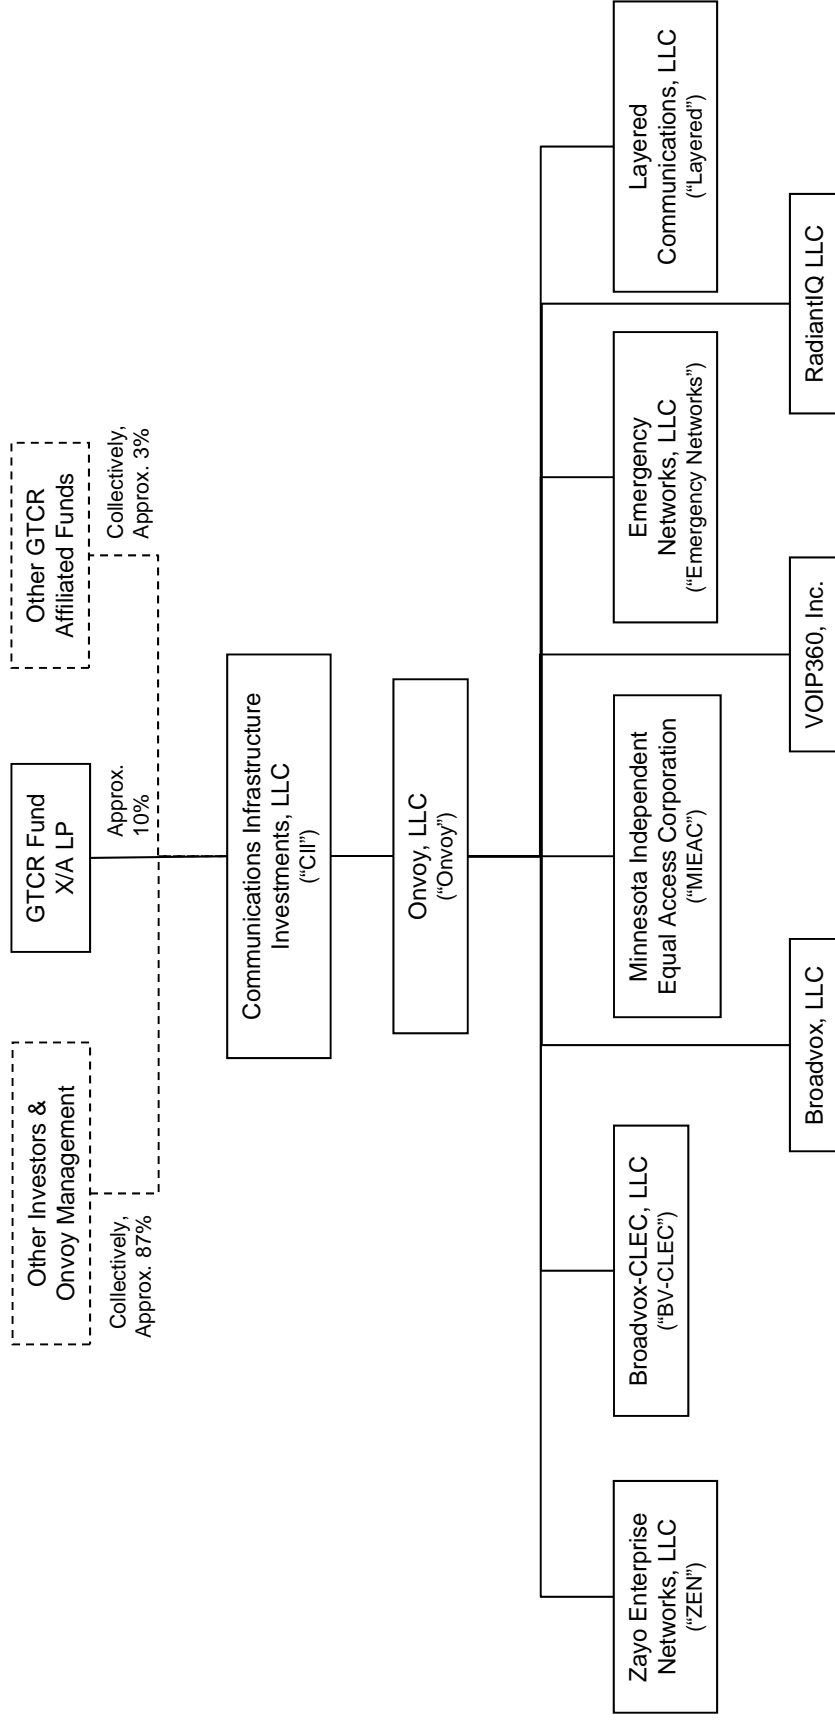 Other Investors &
Onvoy Management
GTCR Fund
X/A LP
Other GTCR
Affiliated Funds
Collectively,
Approx. 87%
Approx.
10%
Collectively,
Approx. 3%
Communications Infrastructure
Investments, LLC
(“CII”)
Onvoy, LLC
(“Onvoy”)
Zayo Enterprise
Networks, LLC
(“ZEN”)
Broadvox-CLEC, LLC
(“BV-CLEC”)
Minnesota Independent
Equal Access Corporation
(“MIEAC”)
Emergency
Networks, LLC
(“Emergency Networks”)
Layered
Communications, LLC
(“Layered”)
Broadvox, LLC
VOIP360, Inc.
RadiantIQ LLC